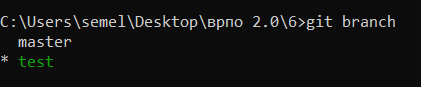 C:\Users\semel\Desktop\врпо 2.0\6>git branch
  master
* test